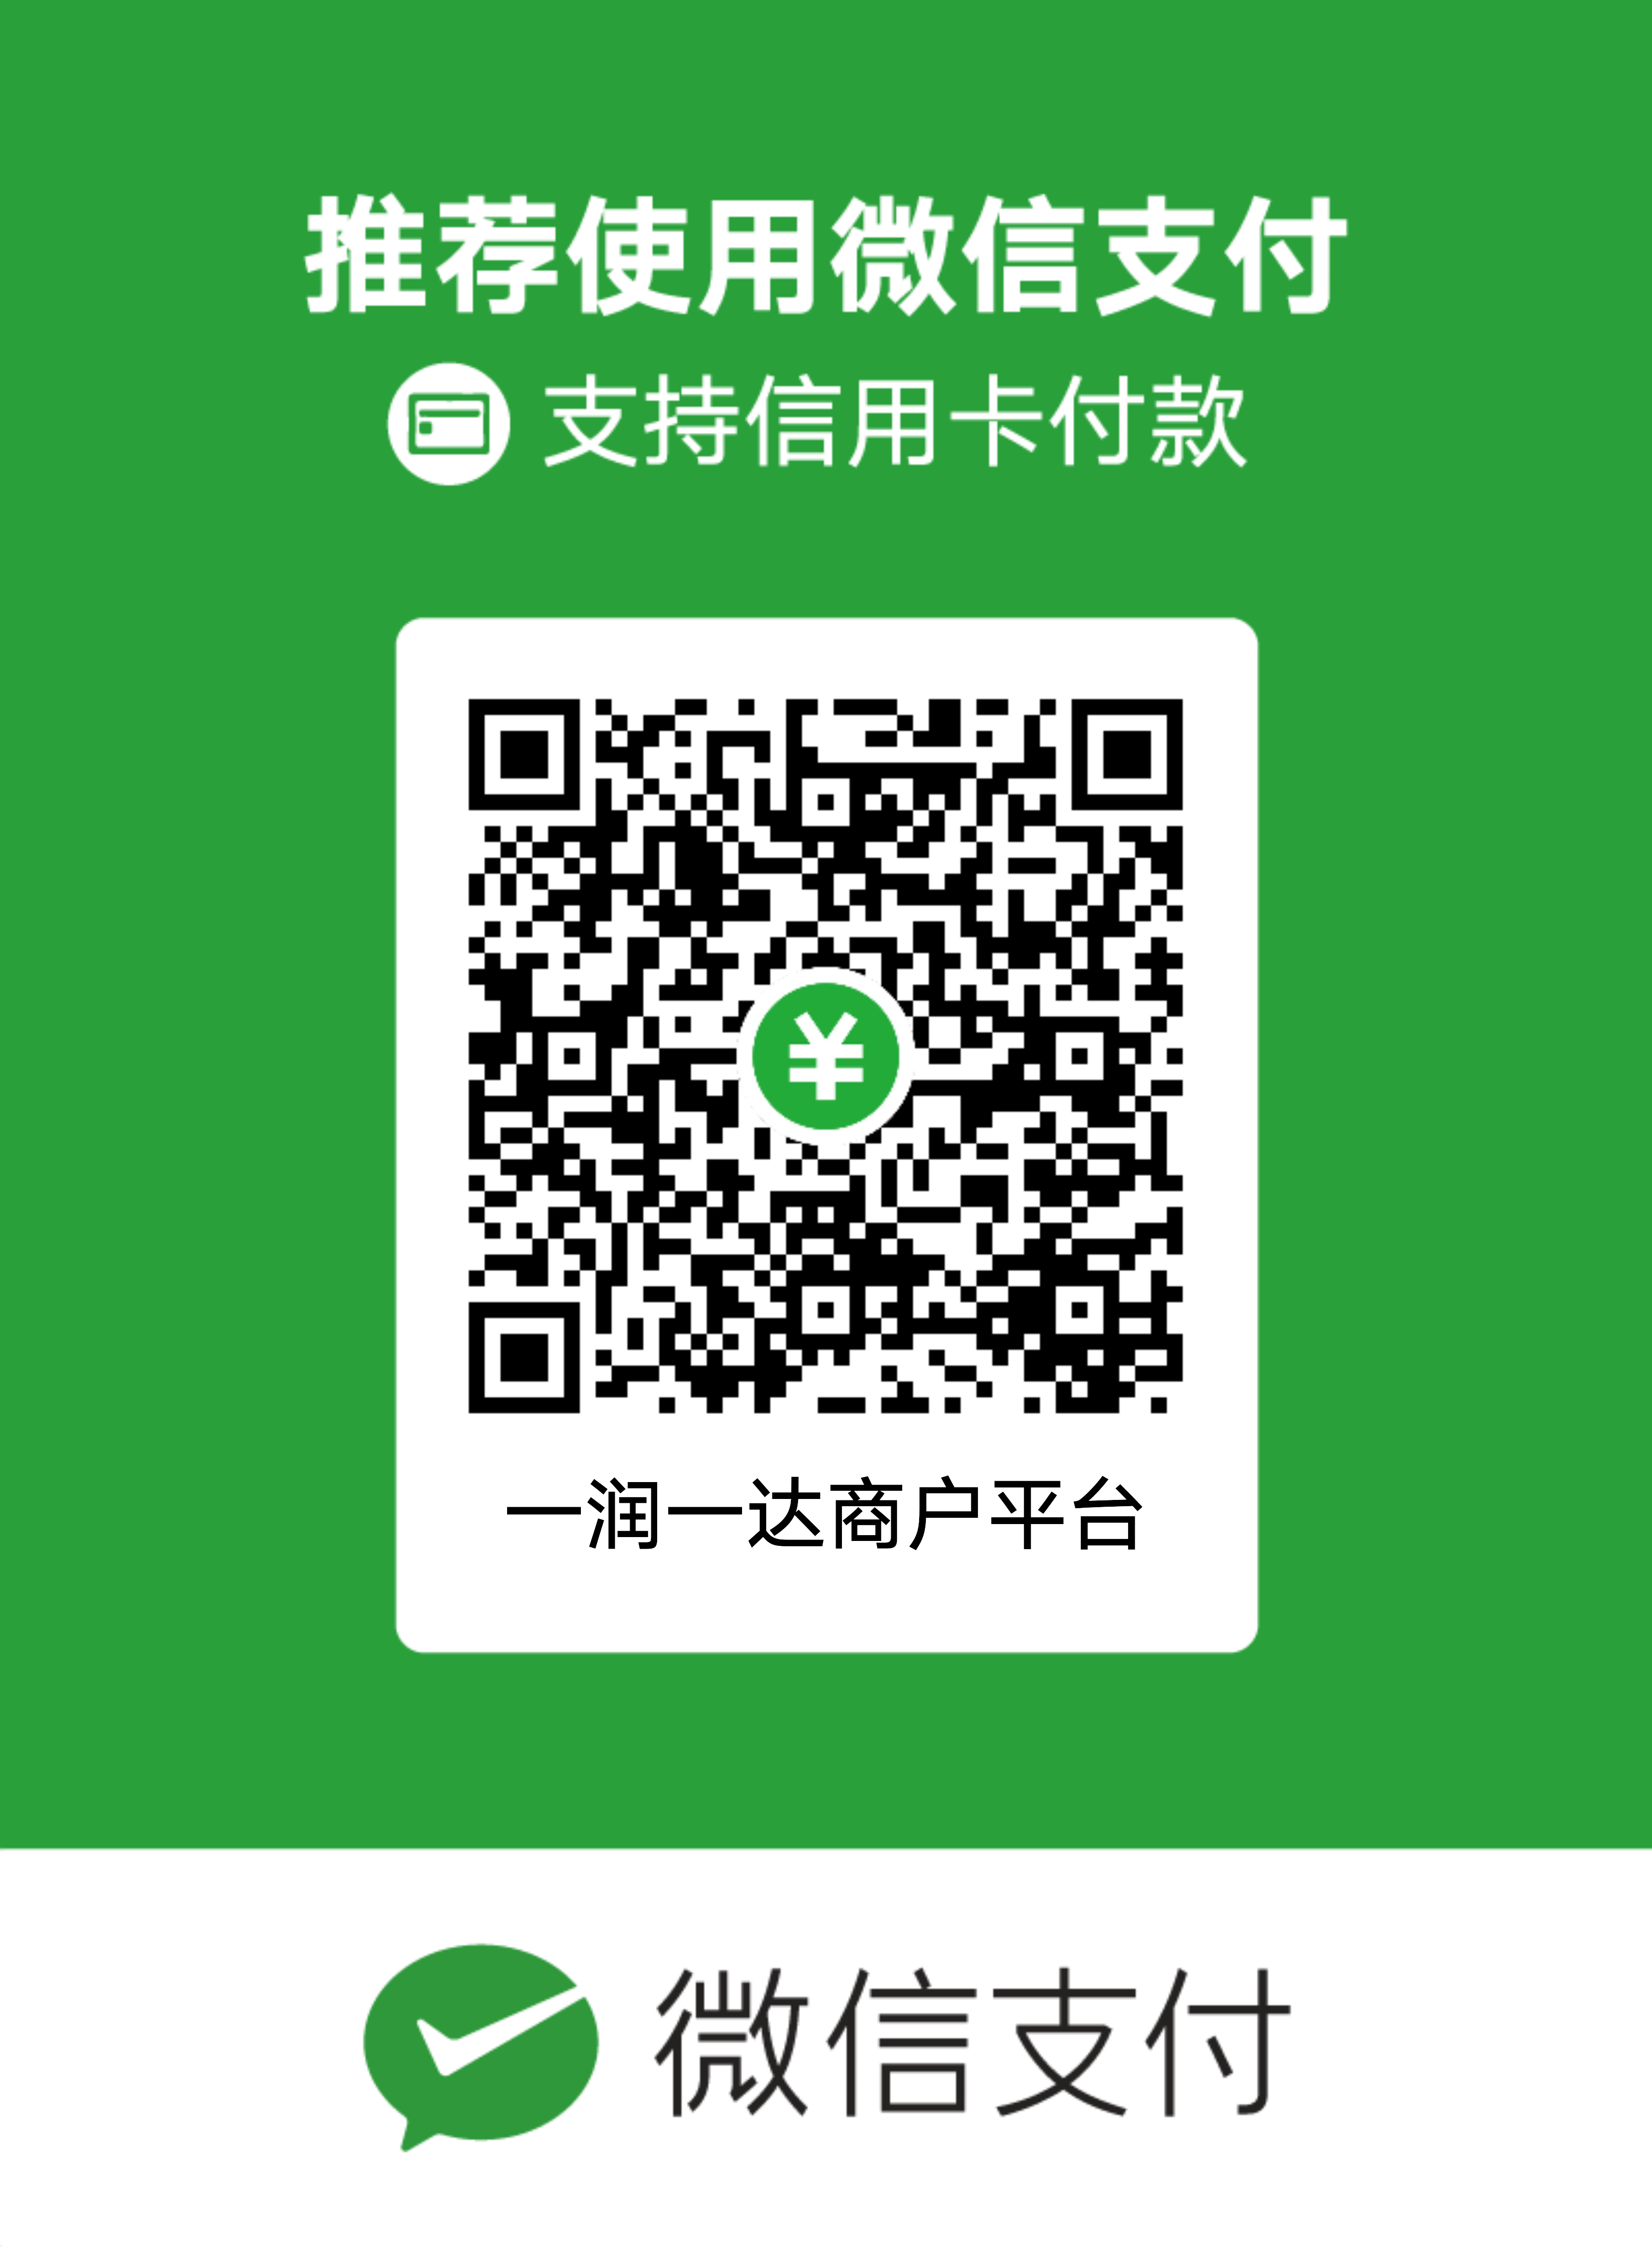 推荐使用微信支付
支持信用卡付款
¥
一润一达商户平台
微信支付